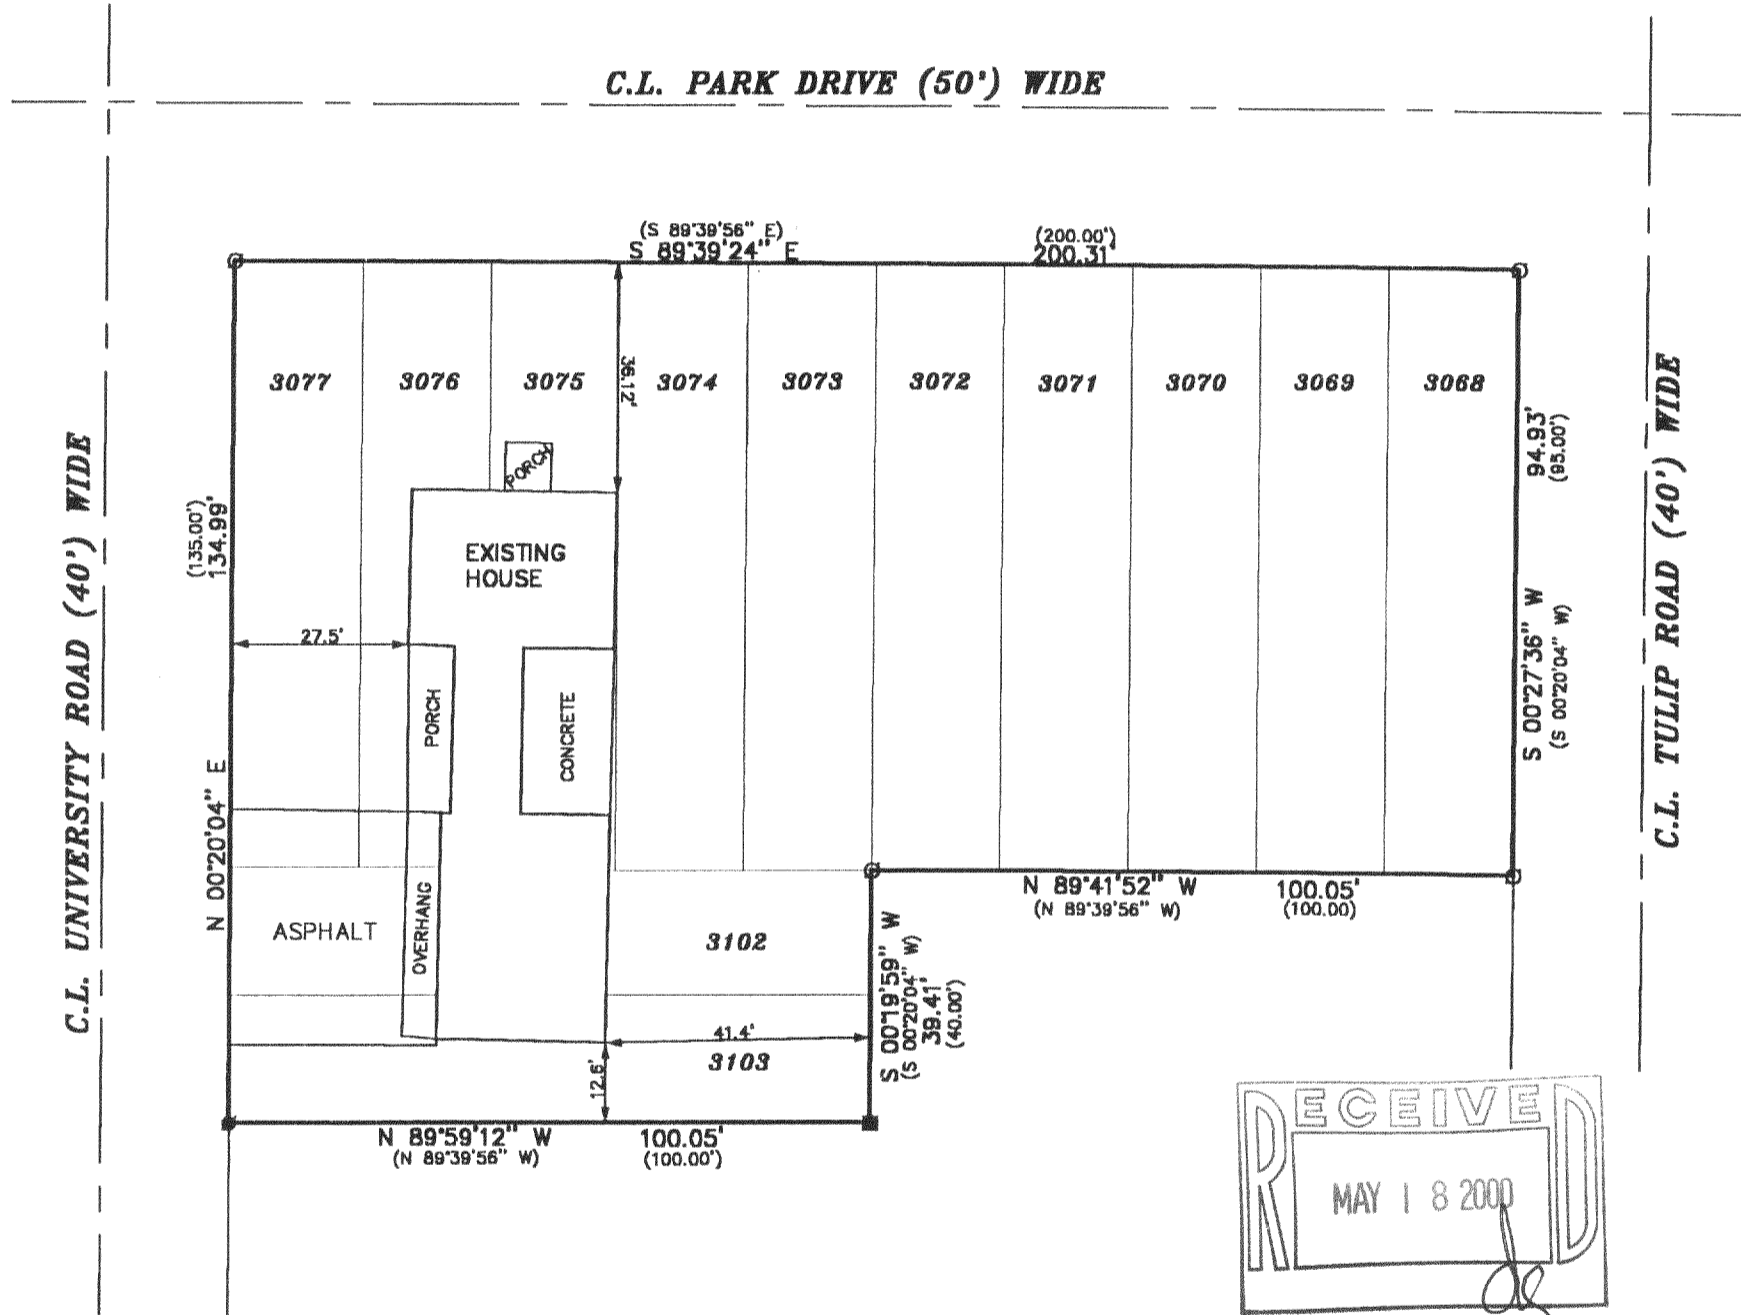 C.L. PARK DRIVE (50') WIDE
(S 89°39'56" E)
S 89°39'24" E
(200.00')
200.31'
3077
3076
3075
3074
3073
3072
3071
3070
3069
3068
36.12'
PORCH
EXISTING
HOUSE
C.L. UNIVERSITY ROAD (40') WIDE
(135.00')
134.99'
N 00°20'04" E
27.5'
PORCH
CONCRETE
94.93'
(95.00')
S 00°27'36" W
(S 00°20'04" W)
C.L. TULIP ROAD (40') WIDE
ASPHALT
OVERHANG
3102
N 89°41'52" W
(N 89°39'56" W)
100.05'
(100.00)
S 00°19'59" W
(S 00°20'04" W)
39.41'
(40.00')
41.4'
3103
12.6'
N 89°59'12" W
(N 89°39'56" W)
100.05'
(100.00')
RECEIVED
MAY 18 2000